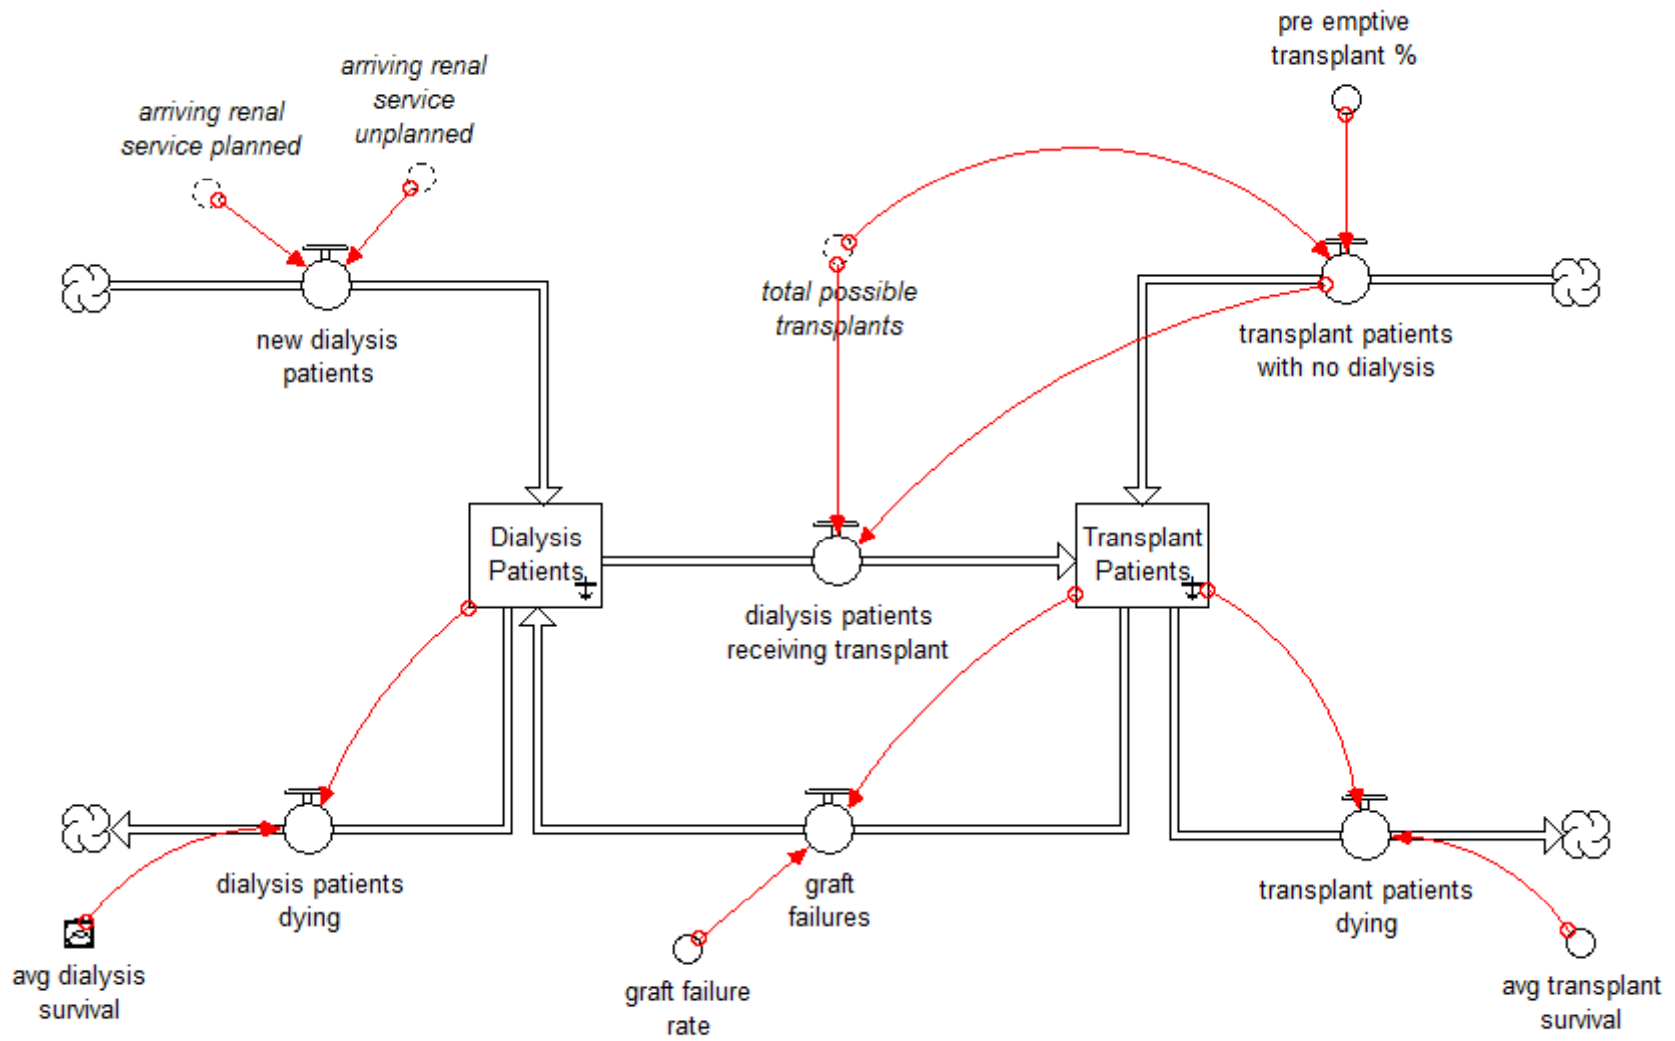 pre emptive
transplant %
arriving renal
service
unplanned
arriving renal
service planned
total possible
transplants
new dialysis
patients
transplant patients
with no dialysis
Dialysis
Patients
Transplant
Patients
dialysis patients
receiving transplant
dialysis patients
dying
graft
failures
transplant patients
dying
avg dialysis
survival
graft failure
rate
avg transplant
survival